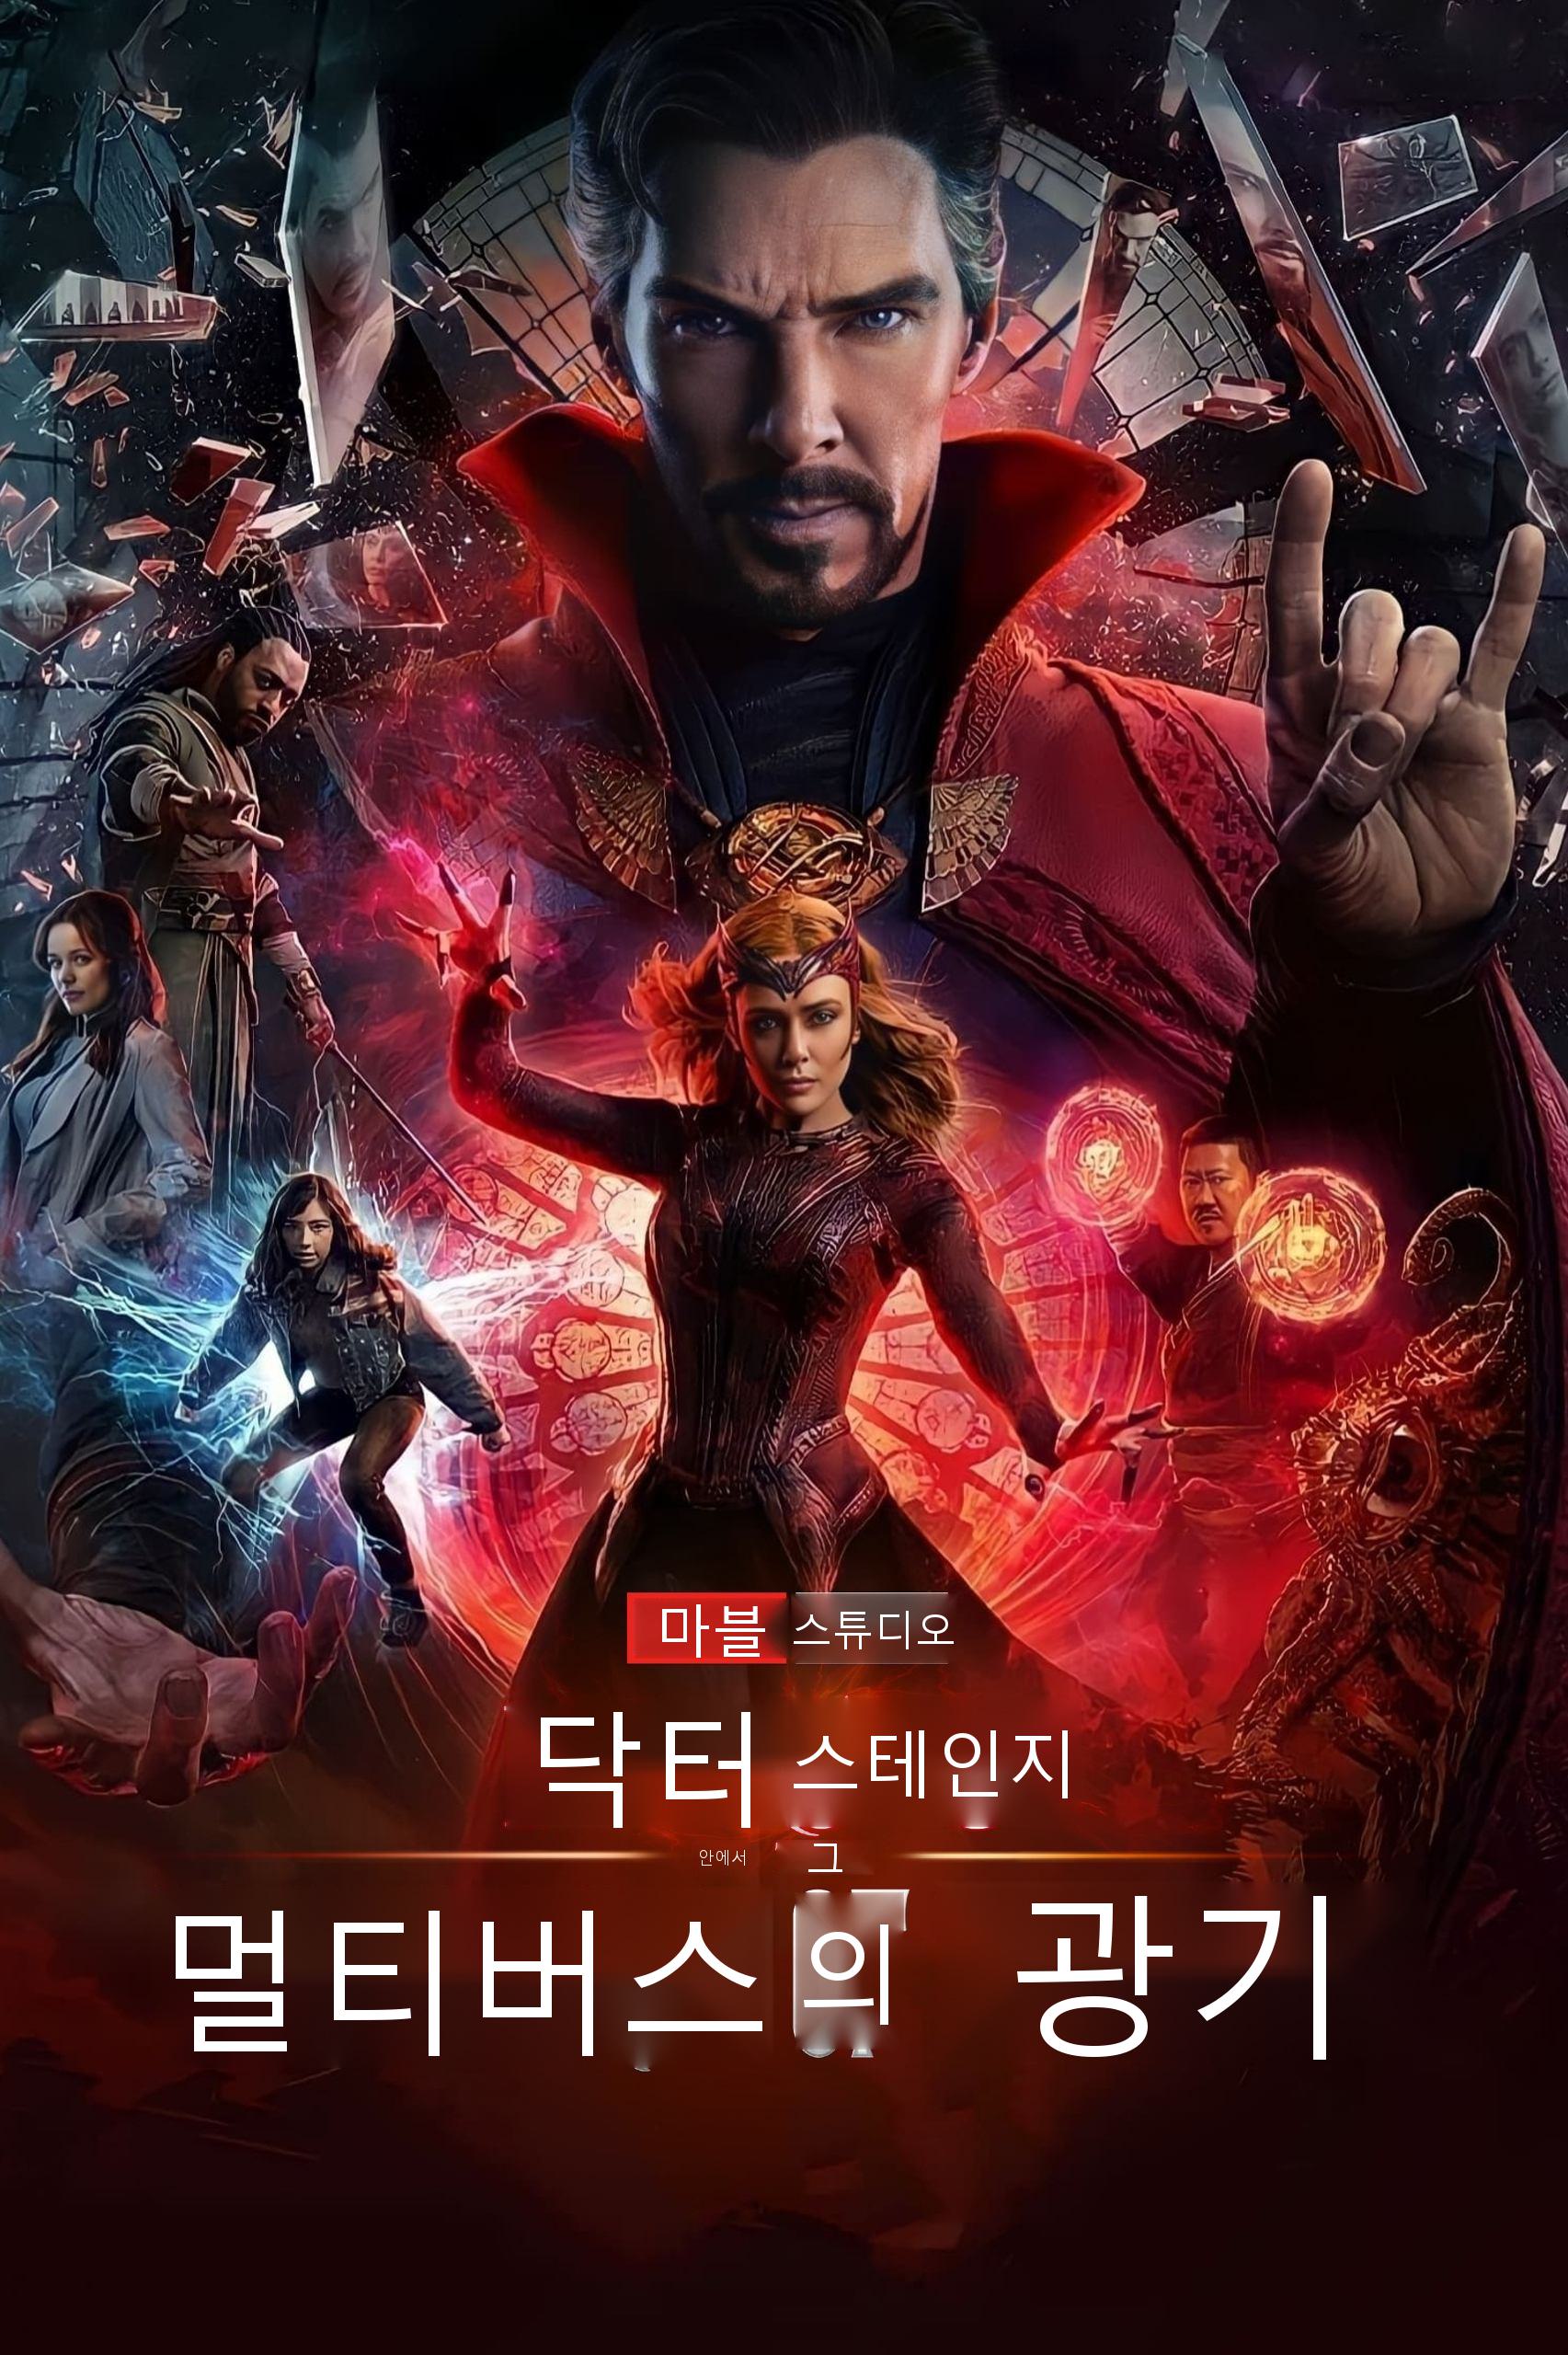 마블 스튜디오
닥터 스테인지
안에서 그
멀티버스의 광기